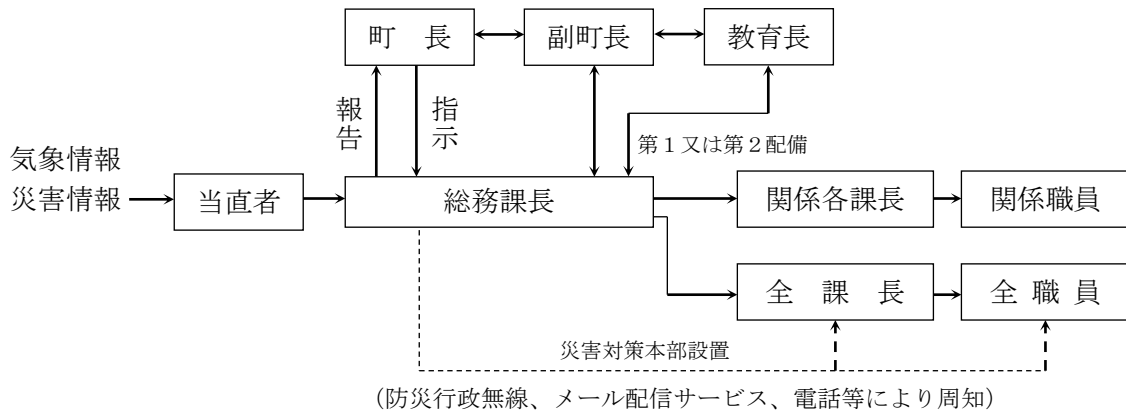 町　長
副町長
教育長
報告
指示
第１又は第２配備
気象情報
災害情報
当直者
総務課長
関係各課長
関係職員
全　課　長
全 職 員
災害対策本部設置
（防災行政無線、メール配信サービス、電話等により周知）